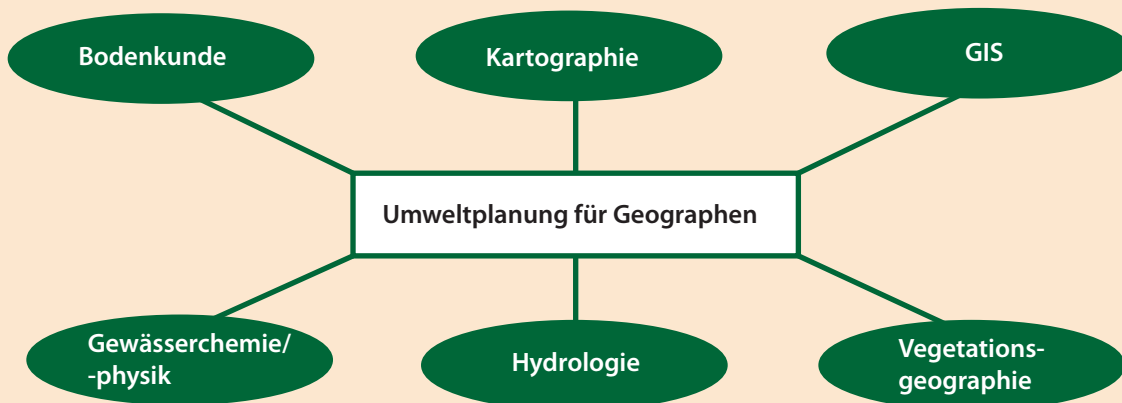 Bodenkunde
Kartographie
GIS
Umweltplanung für Geographen
Gewässerchemie/
-physik
Hydrologie
Vegetations-
geographie